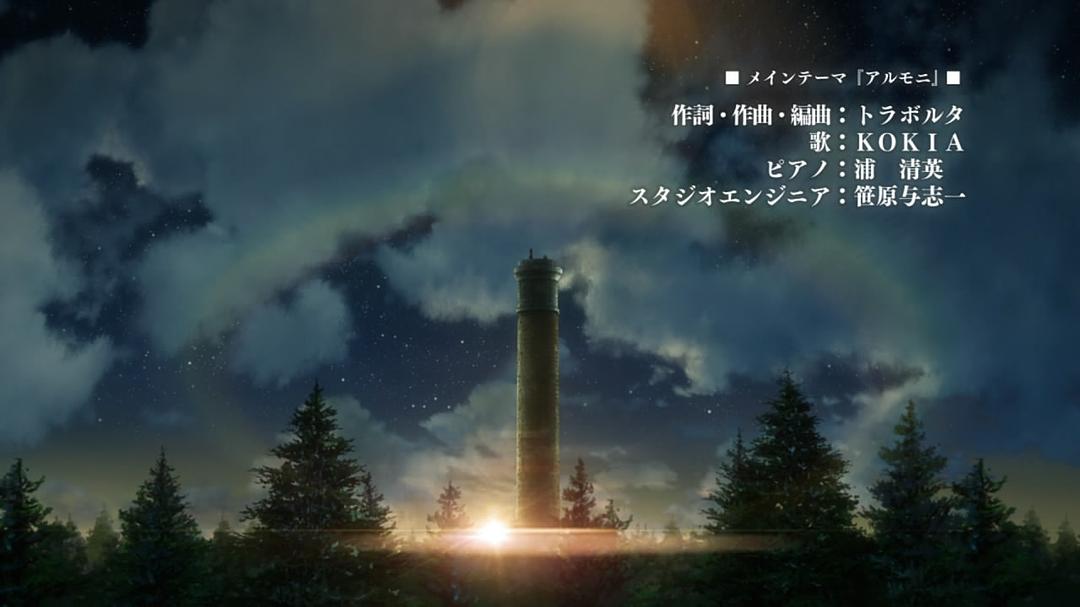 ■ メインテーマ『アルモニ』■
作詞・作曲・編曲：トラボルタ
歌：ＫＯＫＩＡ
ピアノ：浦　清英
スタジオエンジニア：笹原与志一